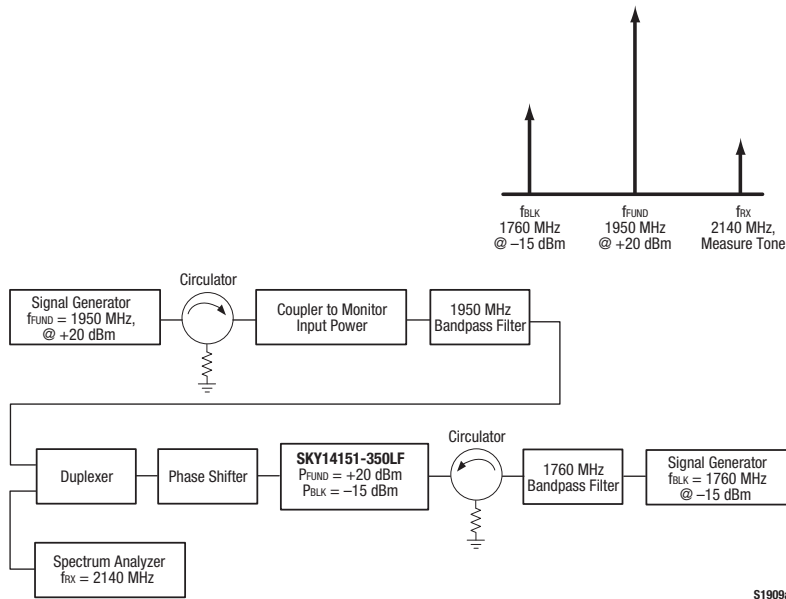 fBLK
1760 MHz
@ –15 dBm
fFUND
1950 MHz
@ +20 dBm
fRX
2140 MHz,
Measure Tone
Signal Generator
fFUND = 1950 MHz,
@ +20 dBm
Circulator
Coupler to Monitor
Input Power
1950 MHz
Bandpass Filter
Duplexer
Phase Shifter
SKY14151-350LF
PFUND = +20 dBm
PBLK = –15 dBm
Circulator
1760 MHz
Bandpass Filter
Signal Generator
fBLK = 1760 MHz
@ –15 dBm
Spectrum Analyzer
fRX = 2140 MHz